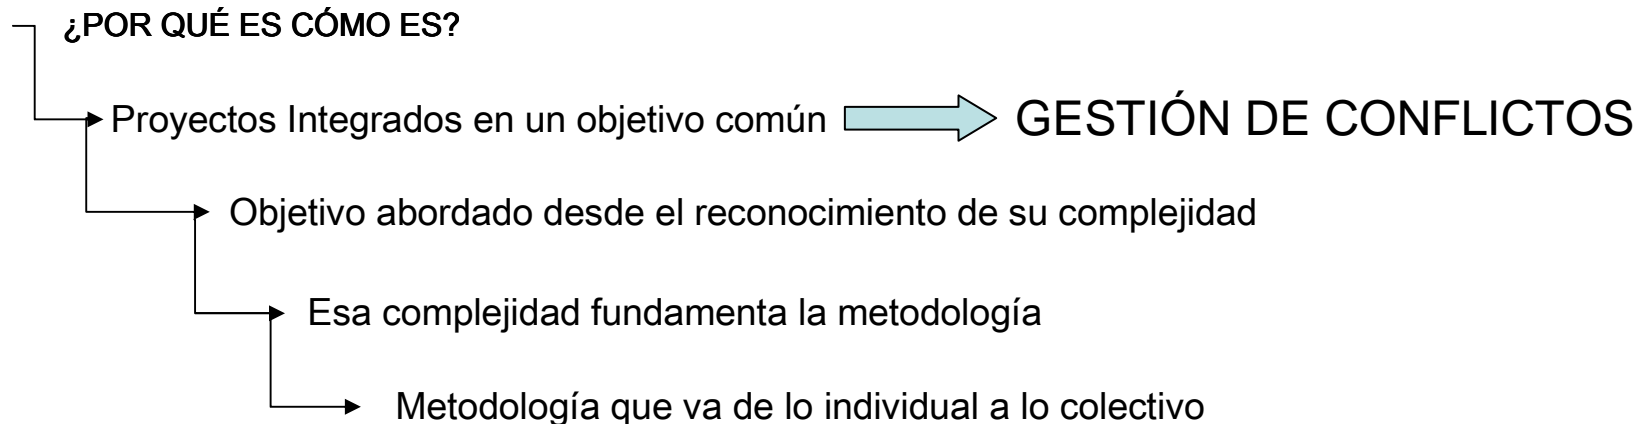 ¿POR QUÉ ES CÓMO ES?
Proyectos Integrados en un objetivo común GESTIÓN DE CONFLICTOS
Objetivo abordado desde el reconocimiento de su complejidad
Esa complejidad fundamenta la metodología
Metodología que va de lo individual a lo colectivo